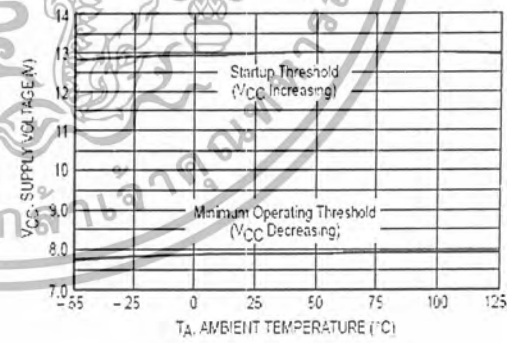 14
13
Startup Threshold
(VCC Increasing)
12
11
10
9.0
Minimum Operating Threshold
(VCC Decreasing)
8.0
7.0
SUPPLY VOLTAGE (V)
– 55
– 25
0
25
50
75
100
125
TA, AMBIENT TEMPERATURE (°C)